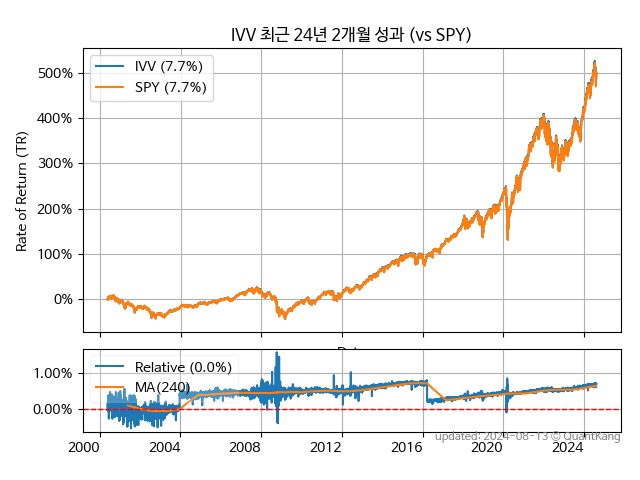 IVV 최근 24년 2개월 성과 (vs SPY)
IVV (7.7%)
SPY (7.7%)
Rate of Return (TR)
500%
400%
300%
200%
100%
0%
Relative (0.0%)
MA(240)
1.00%
0.00%
2000
2004
2008
2012
2016
2020
2024
updated: 2024-08-13 © QuantKang